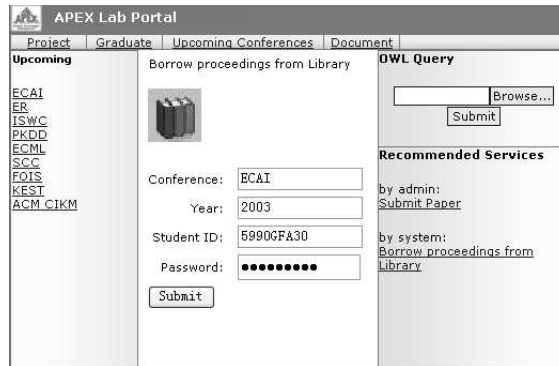 APEX Lab Portal
Project Graduate Upcoming Conferences Document
Upcoming
ECAI
ER
ISWC
PKDD
ECML
SCC
FOIS
KEST
ACM CIKM
Borrow proceedings from Library
Conference: ECAI
Year: 2003
Student ID: 5990GFA30
Password: ●●●●●●●●●
Submit
OWL Query
Browse...
Submit
Recommended Services
by admin:
Submit Paper
by system:
Borrow proceedings from
Library